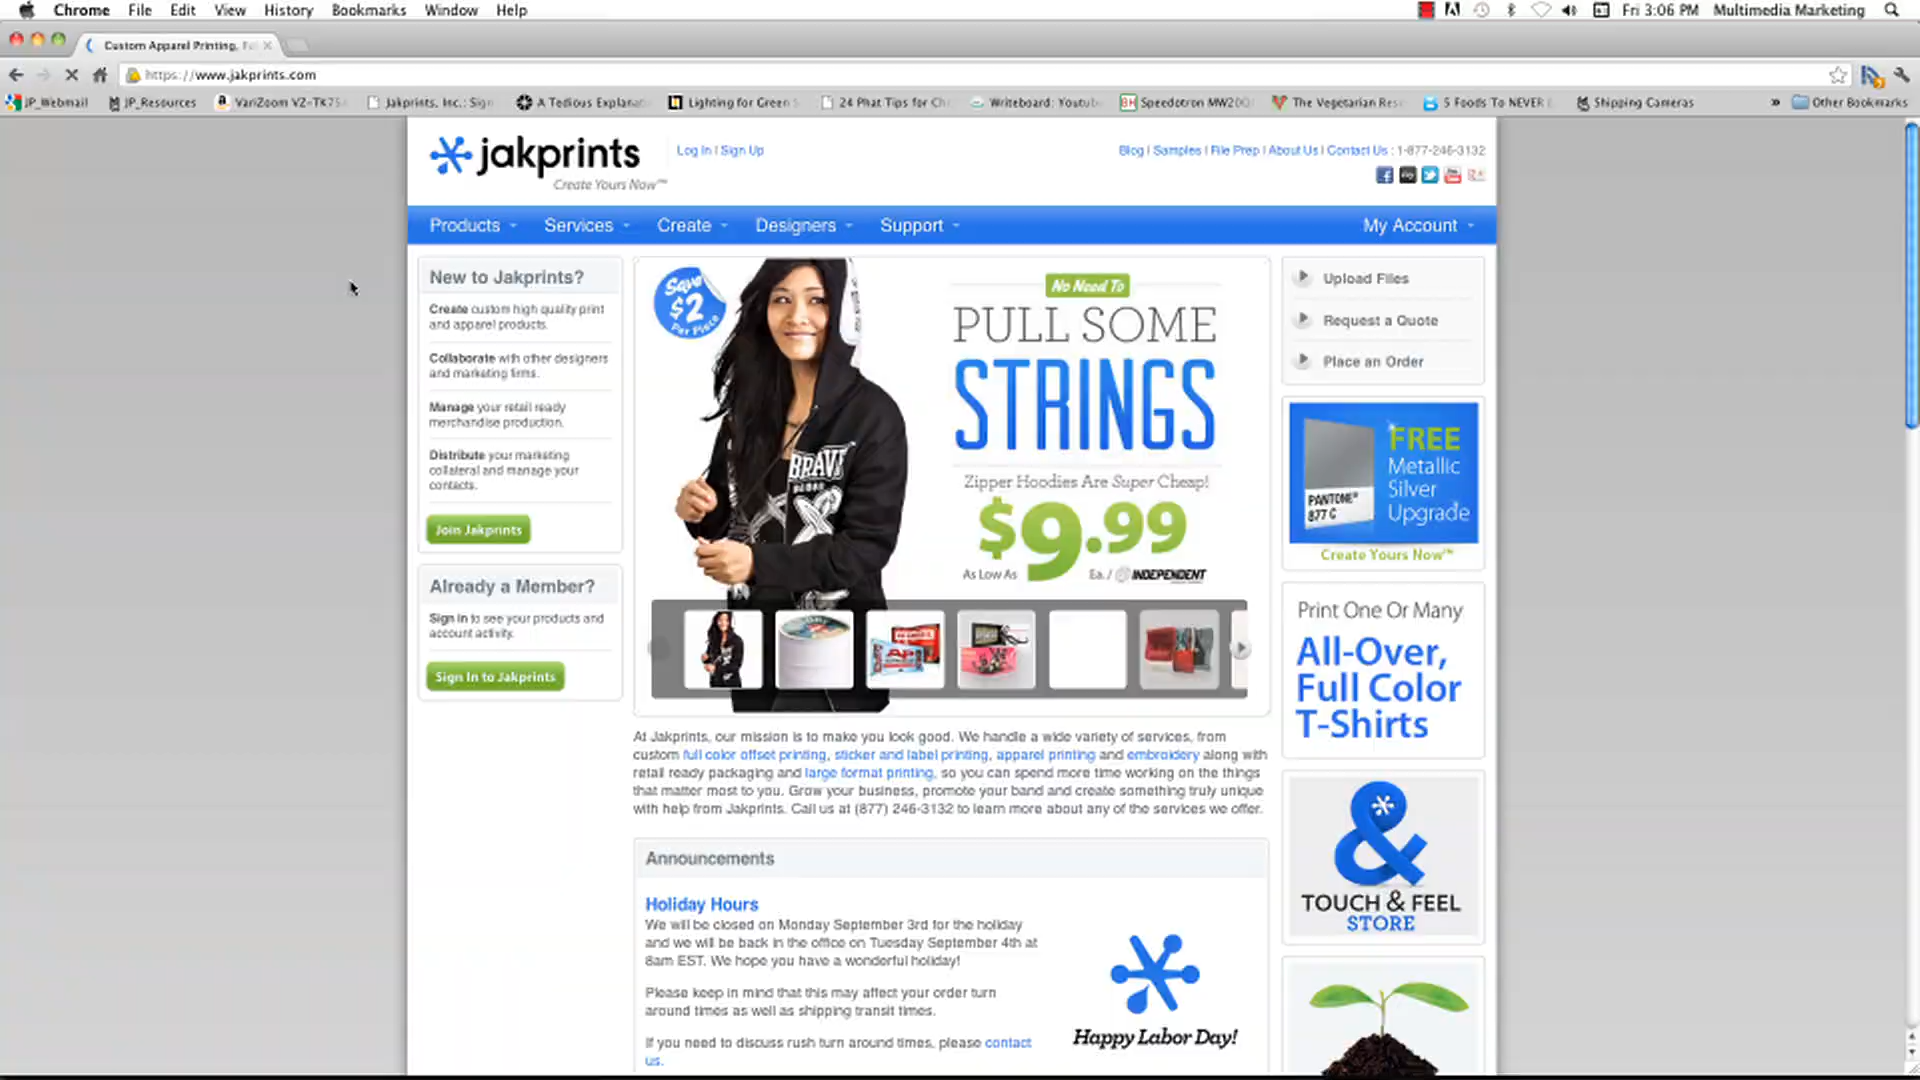 Chrome File Edit View History Bookmarks Window Help
Fri 3:06 PM Multimedia Marketing
Custom Apparel Printing, Ful
https://www.jakprints.com
JP_Webmail JP_Resources VariZoom VZ-TK75 Jakprints, Inc.: Sign A Tedious Explanat Lighting for Green S 24 Phat Tips for Ch Writeboard: Youtub Speedotron MW20 The Vegetarian Res 5 Foods To NEVER E Shipping Cameras » Other Bookmarks
jakprints
Create Yours Now™
Log In | Sign Up
Blog | Samples | File Prep | About Us | Contact Us : 1-877-246-3132
Products Services Create Designers Support My Account
New to Jakprints?
Create custom high quality print
and apparel products.
Collaborate with other designers
and marketing firms.
Manage your retail ready
merchandise production.
Distribute your marketing
collateral and manage your
contacts.
Join Jakprints
Already a Member?
Sign in to see your products and
account activity.
Sign In to Jakprints
Save
$2
Per Piece
BRAVE
No Need To
PULL SOME
STRINGS
Zipper Hoodies Are Super Cheap!
$9.99
As Low As Ea. / INDEPENDENT
Upload Files
Request a Quote
Place an Order
PANTONE®
877 C
FREE
Metallic
Silver
Upgrade
Create Yours Now™
Print One Or Many
All-Over,
Full Color
T-Shirts
TOUCH & FEEL
STORE
At Jakprints, our mission is to make you look good. We handle a wide variety of services, from
custom full color offset printing, sticker and label printing, apparel printing and embroidery along with
retail ready packaging and large format printing, so you can spend more time working on the things
that matter most to you. Grow your business, promote your band and create something truly unique
with help from Jakprints. Call us at (877) 246-3132 to learn more about any of the services we offer.
Announcements
Holiday Hours
We will be closed on Monday September 3rd for the holiday
and we will be back in the office on Tuesday September 4th at
8am EST. We hope you have a wonderful holiday!
Please keep in mind that this may affect your order turn
around times as well as shipping transit times.
If you need to discuss rush turn around times, please contact
us.
Happy Labor Day!